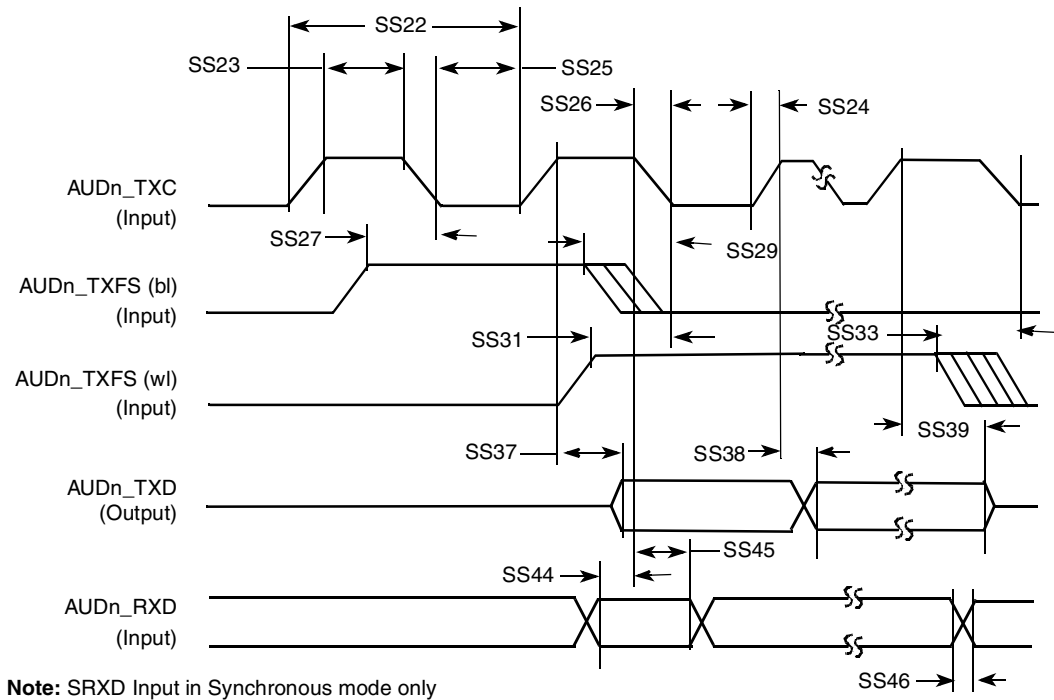 SS22
SS23
SS25
SS26
SS24
AUDn_TXC
(Input)
SS27
SS29
AUDn_TXFS (bl)
(Input)
SS31
SS33
AUDn_TXFS (wl)
(Input)
SS39
SS37
SS38
AUDn_TXD
(Output)
SS45
SS44
AUDn_RXD
(Input)
SS46
Note: SRXD Input in Synchronous mode only